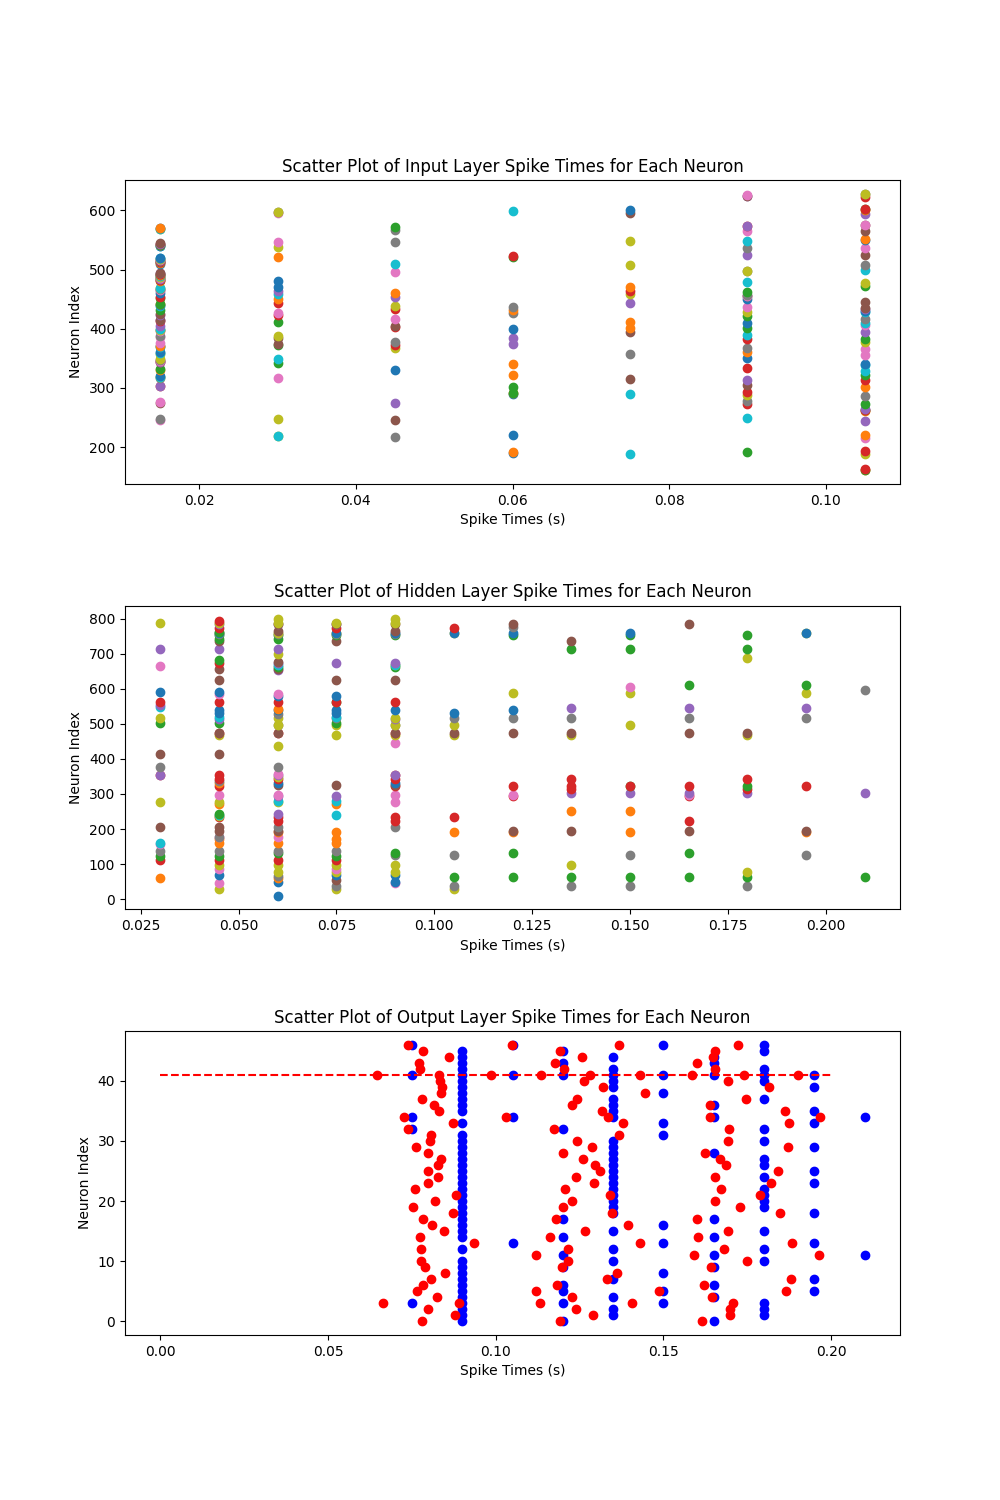 Scatter Plot of Input Layer Spike Times for Each Neuron
Neuron Index
600
500
400
300
200
0.02 0.04 0.06 0.08 0.10
Spike Times (s)
Scatter Plot of Hidden Layer Spike Times for Each Neuron
Neuron Index
800
700
600
500
400
300
200
100
0
0.025 0.050 0.075 0.100 0.125 0.150 0.175 0.200
Spike Times (s)
Scatter Plot of Output Layer Spike Times for Each Neuron
Neuron Index
40
30
20
10
0
0.00 0.05 0.10 0.15 0.20
Spike Times (s)